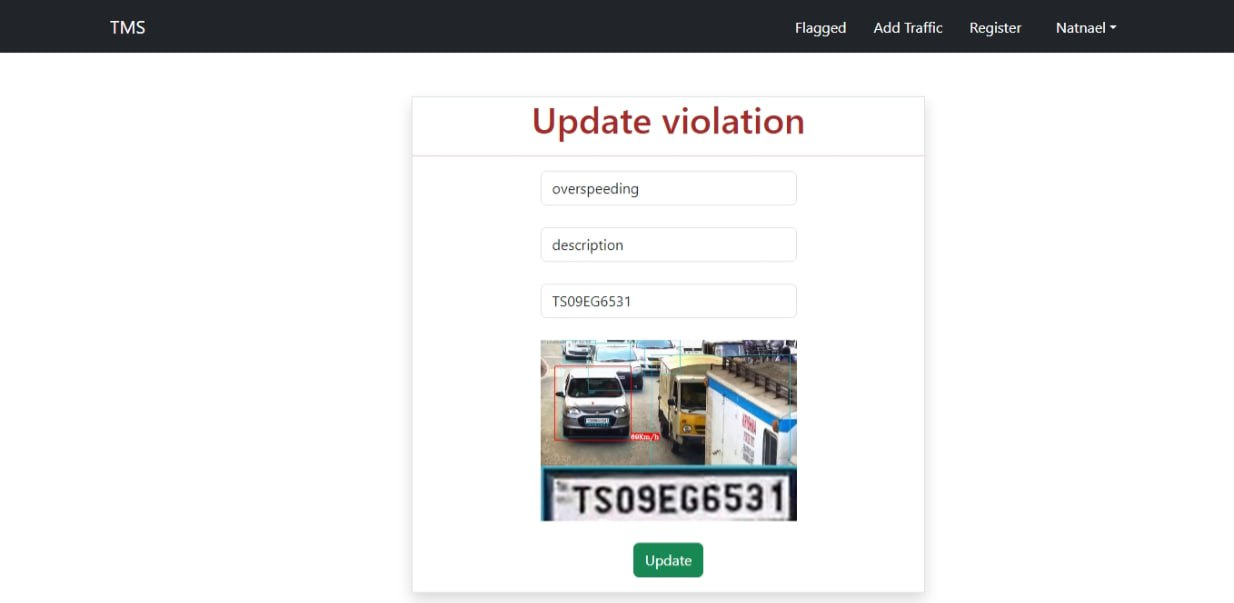 TMS
Flagged Add Traffic Register Natnael
Update violation
overspeeding
description
TS09EG6531
TS09EG6531
Update